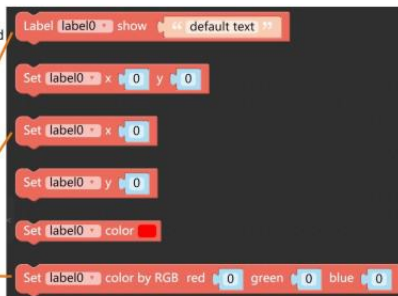 Label label0 show “ default text ”
Set label0 x 0 y 0
Set label0 x 0
Set label0 y 0
Set label0 color
Set label0 color by RGB red 0 green 0 blue 0